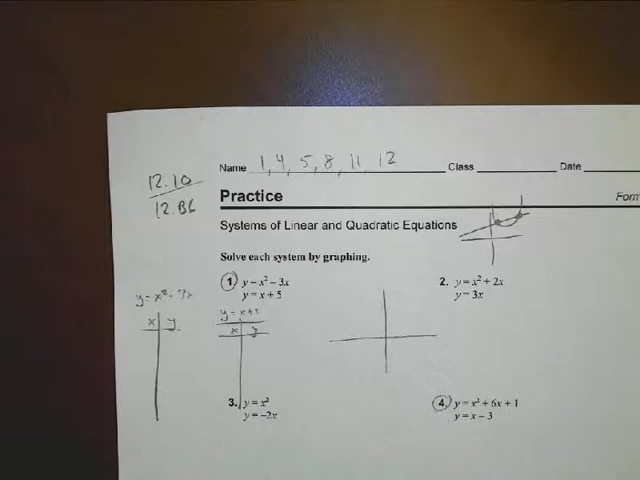 Name 1, 4, 5, 8, 11, 12 Class Date
12.10
12.BC
Practice Form
Systems of Linear and Quadratic Equations
Solve each system by graphing.
1. y = x² − 3x
y = x + 5
2. y = x² + 2x
y = 3x
y = x² - 3x
y = x+5
x y
x y
3. y = x²
y = −2x
4. y = x² + 6x + 1
y = x − 3